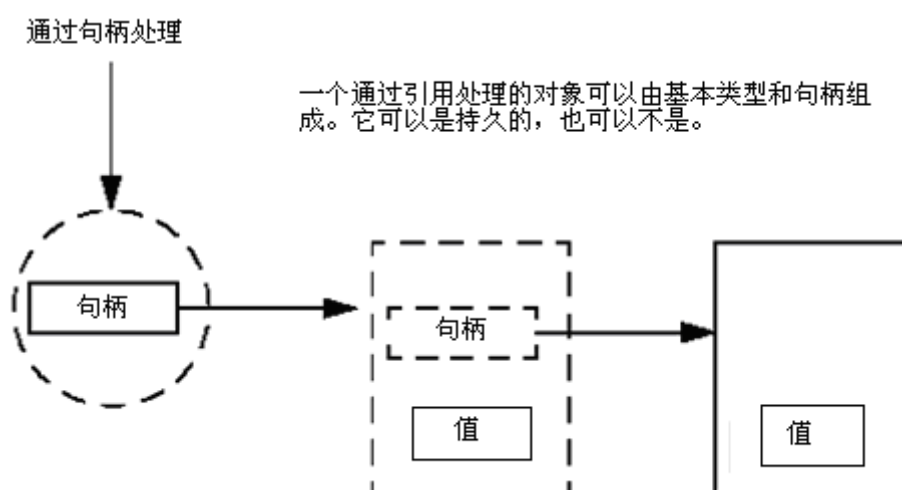 通过句柄处理
一个通过引用处理的对象可以由基本类型和句柄组
成。它可以是持久的，也可以不是。
句柄
句柄
值
值